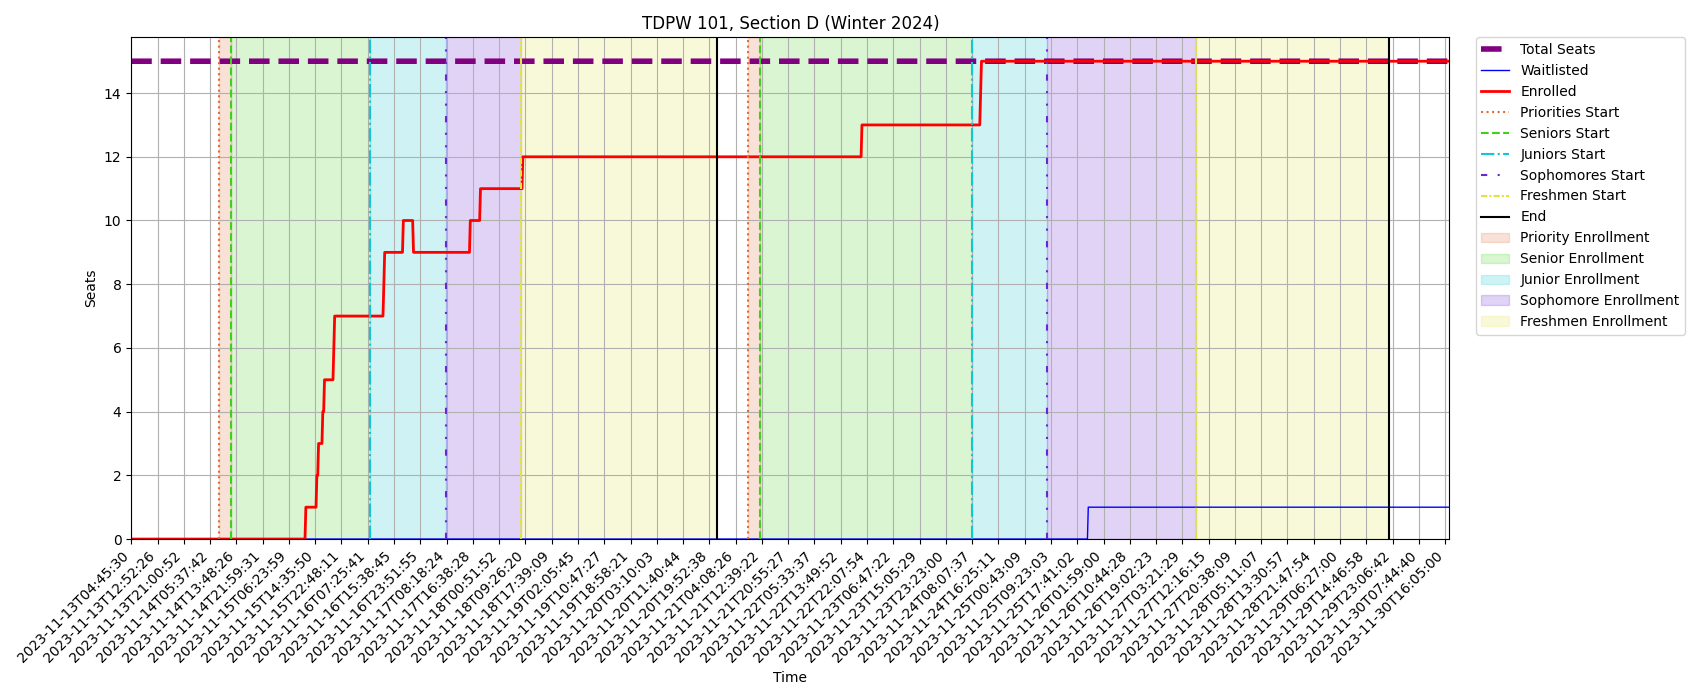 TDPW 101, Section D (Winter 2024)
Total Seats
Waitlisted
Enrolled
Priorities Start
Seniors Start
Juniors Start
Sophomores Start
Freshmen Start
End
Priority Enrollment
Senior Enrollment
Junior Enrollment
Sophomore Enrollment
Freshmen Enrollment
Seats
14
12
10
8
6
4
2
0
2023-11-13T04:45:30
2023-11-13T12:52:26
2023-11-13T21:00:52
2023-11-14T05:37:42
2023-11-14T13:48:26
2023-11-14T21:59:31
2023-11-15T06:23:59
2023-11-15T14:35:50
2023-11-15T22:48:11
2023-11-16T07:25:41
2023-11-16T15:38:45
2023-11-16T23:51:55
2023-11-17T08:18:24
2023-11-17T16:38:28
2023-11-18T00:51:52
2023-11-18T09:26:20
2023-11-18T17:39:09
2023-11-19T02:05:45
2023-11-19T10:47:27
2023-11-19T18:58:21
2023-11-20T03:10:03
2023-11-20T11:40:44
2023-11-20T19:52:38
2023-11-21T04:08:26
2023-11-21T12:39:22
2023-11-21T20:55:27
2023-11-22T05:33:37
2023-11-22T13:49:52
2023-11-22T22:07:54
2023-11-23T06:47:22
2023-11-23T15:05:29
2023-11-23T23:23:00
2023-11-24T08:07:37
2023-11-24T16:25:11
2023-11-25T00:43:09
2023-11-25T09:23:03
2023-11-25T17:41:02
2023-11-26T01:59:00
2023-11-26T10:44:28
2023-11-26T19:02:23
2023-11-27T03:21:29
2023-11-27T12:16:15
2023-11-27T20:38:09
2023-11-28T05:11:07
2023-11-28T13:30:57
2023-11-28T21:47:54
2023-11-29T06:27:00
2023-11-29T14:46:58
2023-11-29T23:06:42
2023-11-30T07:44:40
2023-11-30T16:05:00
Time